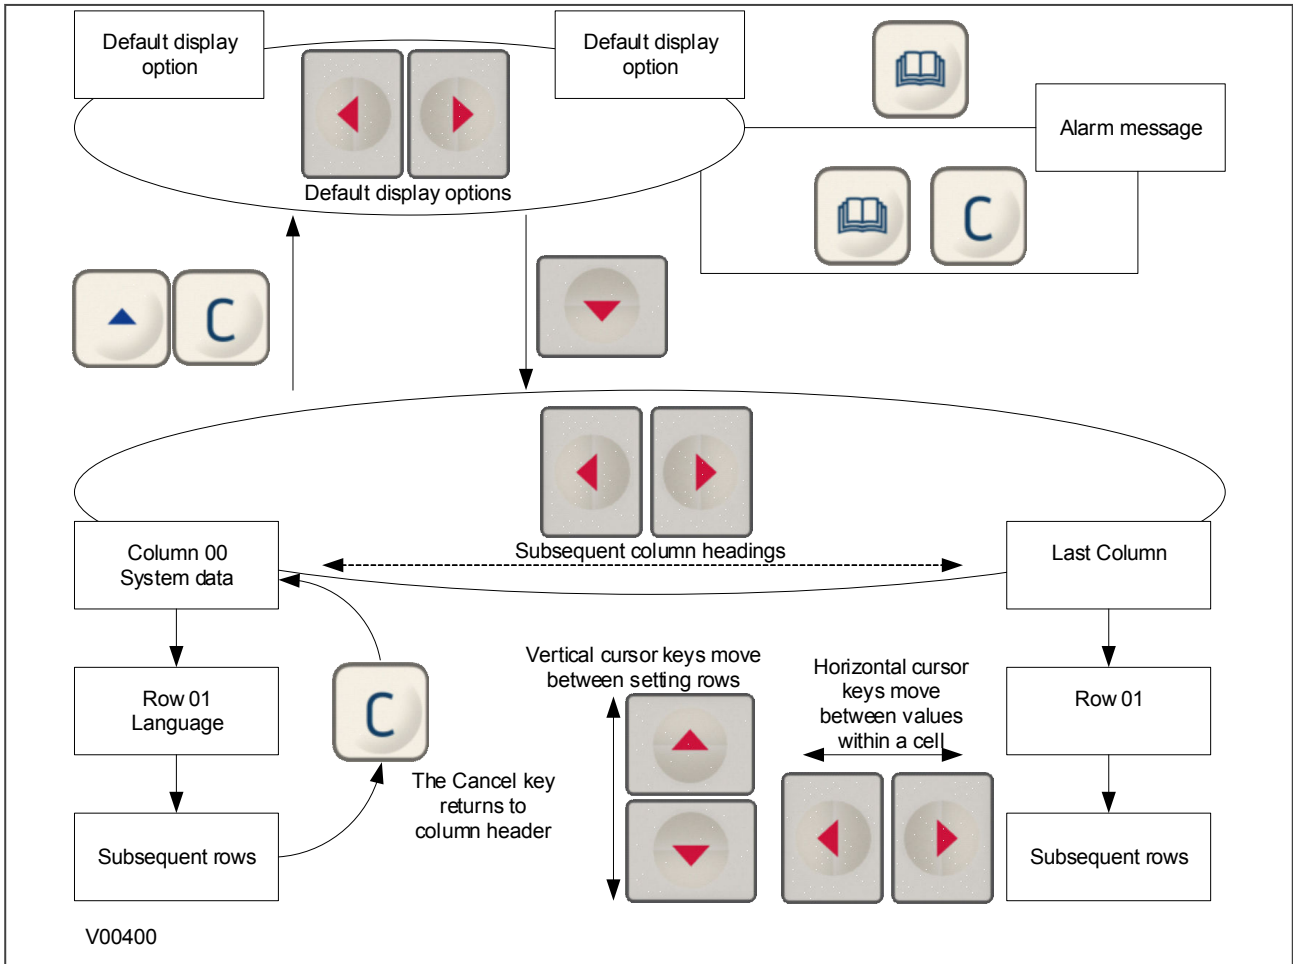 Default display
option
Default display
option
Alarm message
Default display options
C
C
Subsequent column headings
Column 00
System data
Last Column
Vertical cursor keys move
between setting rows
Horizontal cursor
keys move
between values
within a cell
Row 01
Language
C
Row 01
The Cancel key
returns to
column header
Subsequent rows
Subsequent rows
V00400